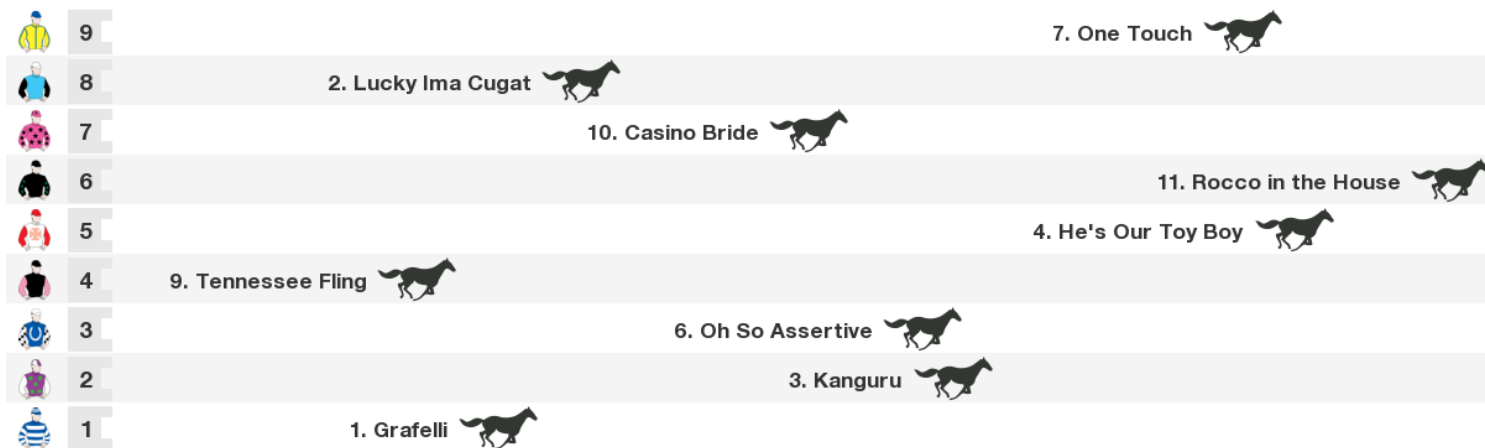 9 7. One Touch
8 2. Lucky Ima Cugat
7 10. Casino Bride
6 11. Rocco in the House
5 4. He's Our Toy Boy
4 9. Tennessee Fling
3 6. Oh So Assertive
2 3. Kanguru
1 1. Grafelli